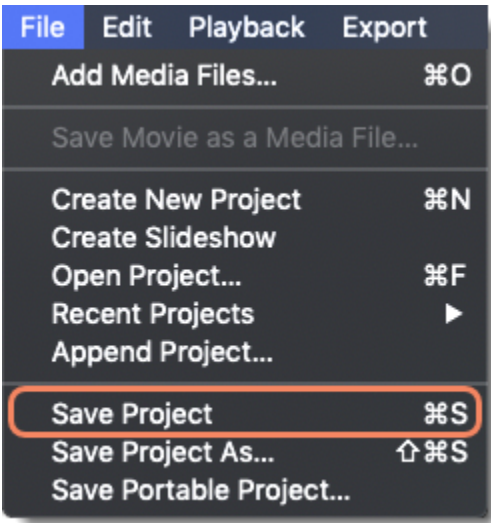 File Edit Playback Export
Add Media Files... ⌘O
Save Movie as a Media File...
Create New Project ⌘N
Create Slideshow
Open Project... ⌘F
Recent Projects ▶
Append Project...
Save Project ⌘S
Save Project As... ⇧⌘S
Save Portable Project...